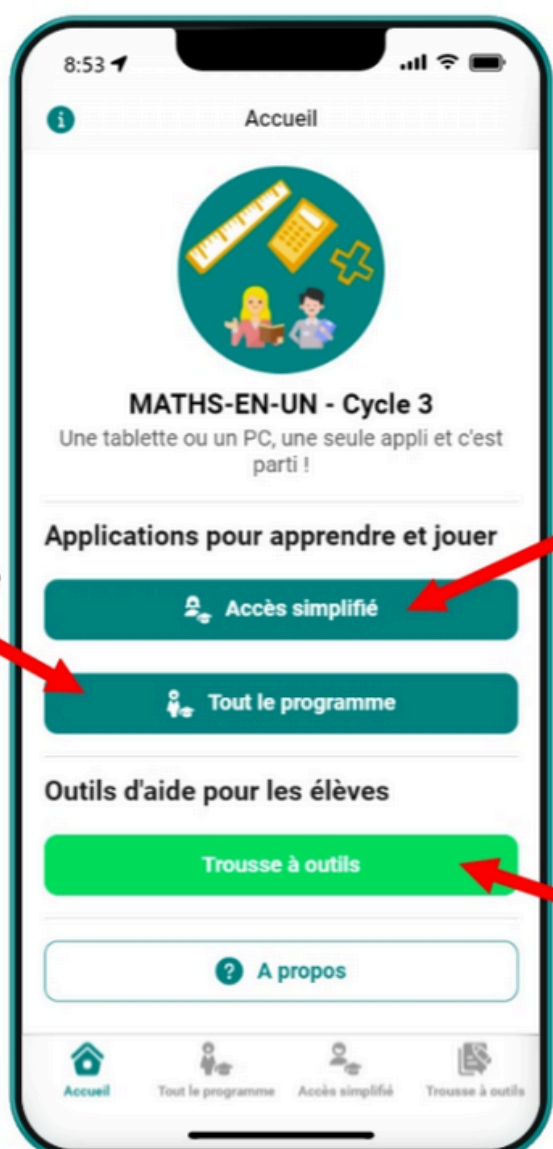 8:53
Accueil
MATHS-EN-UN - Cycle 3
Une tablette ou un PC, une seule appli et c'est
parti !
Applications pour apprendre et jouer
Accès simplifié
Tout le programme
Outils d'aide pour les élèves
Trousse à outils
? A propos
Accueil Tout le programme Accès simplifié Trousse à outils